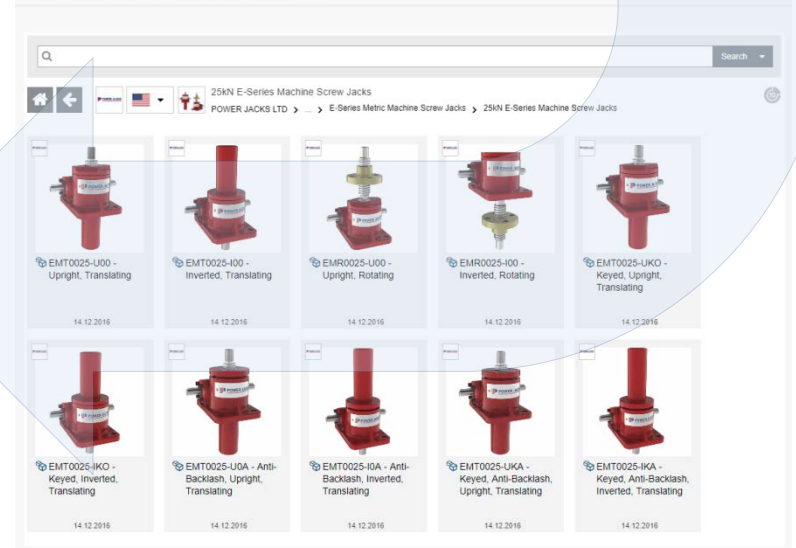 Search
25kN E-Series Machine Screw Jacks
POWER JACKS LTD > ... > E-Series Metric Machine Screw Jacks > 25kN E-Series Machine Screw Jacks
EMT0025-U00 -
Upright, Translating
14.12.2016
EMT0025-I00 -
Inverted, Translating
14.12.2016
EMR0025-U00 -
Upright, Rotating
14.12.2016
EMR0025-I00 -
Inverted, Rotating
14.12.2016
EMT0025-UKO -
Keyed, Upright,
Translating
14.12.2016
EMT0025-IKO -
Keyed, Inverted,
Translating
14.12.2016
EMT0025-U0A - Anti-
Backlash, Upright,
Translating
14.12.2016
EMT0025-I0A - Anti-
Backlash, Inverted,
Translating
14.12.2016
EMT0025-UKA -
Keyed, Anti-Backlash,
Upright, Translating
14.12.2016
EMT0025-IKA -
Keyed, Anti-Backlash,
Inverted, Translating
14.12.2016